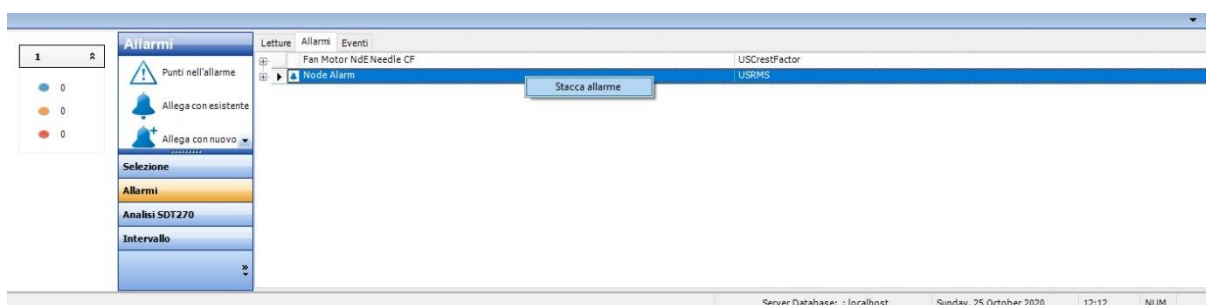 1
0
0
0
Allarmi
Punti nell'allarme
Allega con esistente
Allega con nuovo
Selezione
Allarmi
Analisi SDT270
Intervallo
Letture Allarmi Eventi
Fan Motor NdE Needle CF USCrestFactor
Node Alarm USRMS
Stacca allarme
Server Database: : localhost Sunday, 25 October 2020 12:12 NUM